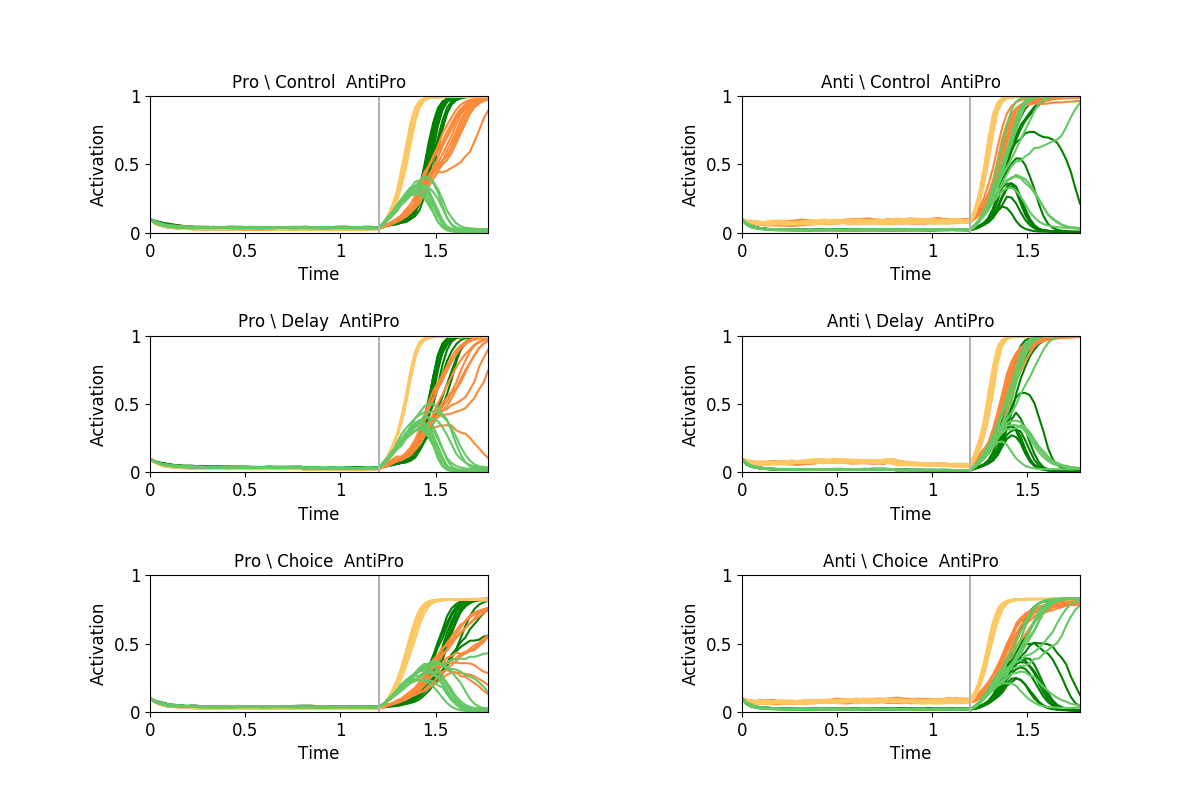 Pro \ Control AntiPro
Activation
1
0.5
0
0
0.5
1
1.5
Time
Anti \ Control AntiPro
Activation
1
0.5
0
0
0.5
1
1.5
Time
Pro \ Delay AntiPro
Activation
1
0.5
0
0
0.5
1
1.5
Time
Anti \ Delay AntiPro
Activation
1
0.5
0
0
0.5
1
1.5
Time
Pro \ Choice AntiPro
Activation
1
0.5
0
0
0.5
1
1.5
Time
Anti \ Choice AntiPro
Activation
1
0.5
0
0
0.5
1
1.5
Time